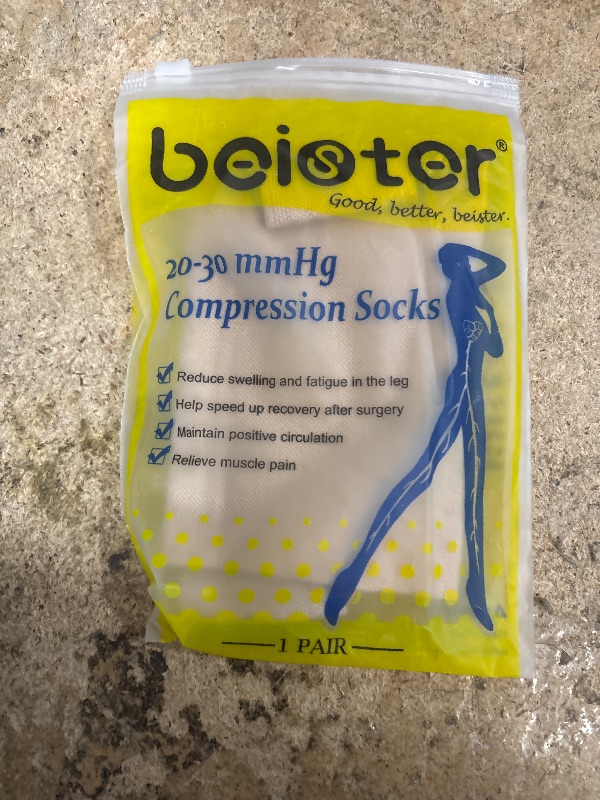 beister®
Good, better, beister.
20-30 mmHg
Compression Socks
Reduce swelling and fatigue in the leg
Help speed up recovery after surgery
Maintain positive circulation
Relieve muscle pain
1 PAIR